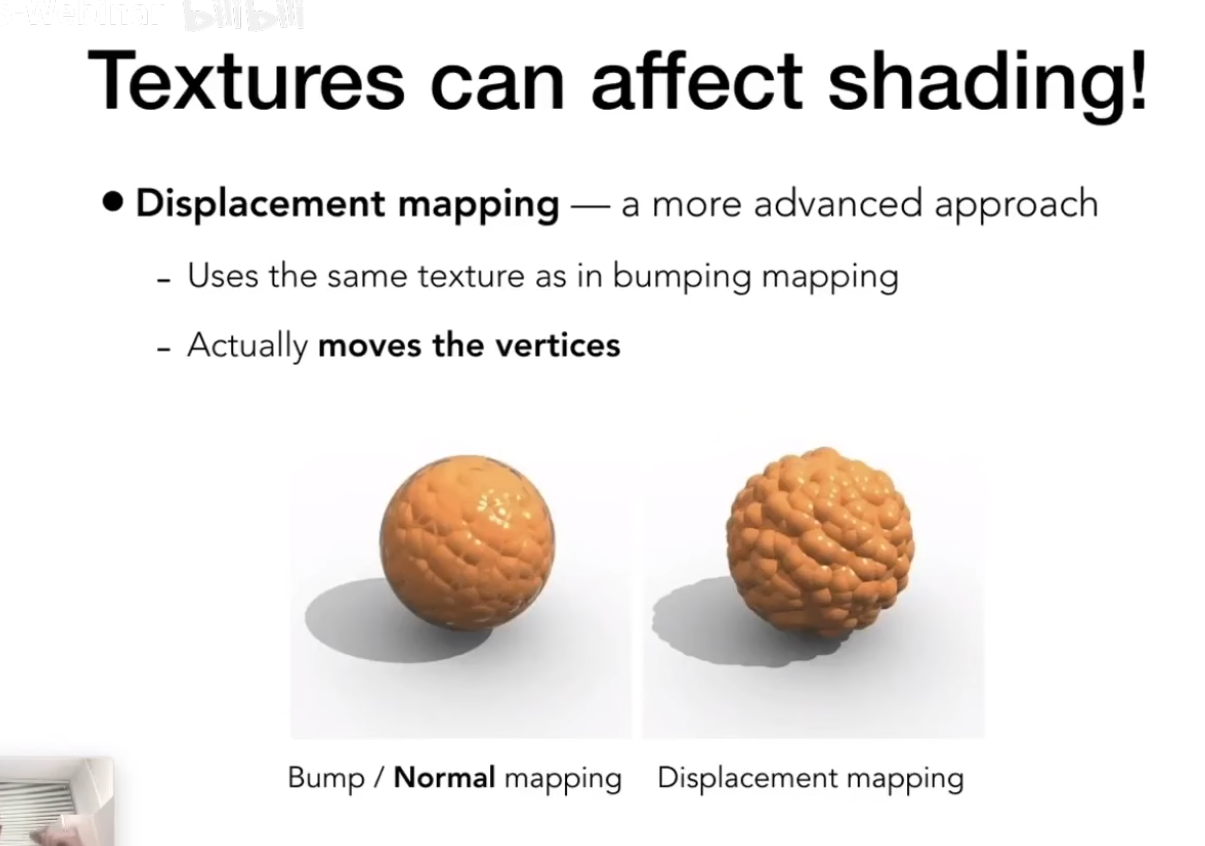 s-Webinar bilibili
Textures can affect shading!
● Displacement mapping — a more advanced approach
- Uses the same texture as in bumping mapping
- Actually moves the vertices
Bump / Normal mapping Displacement mapping